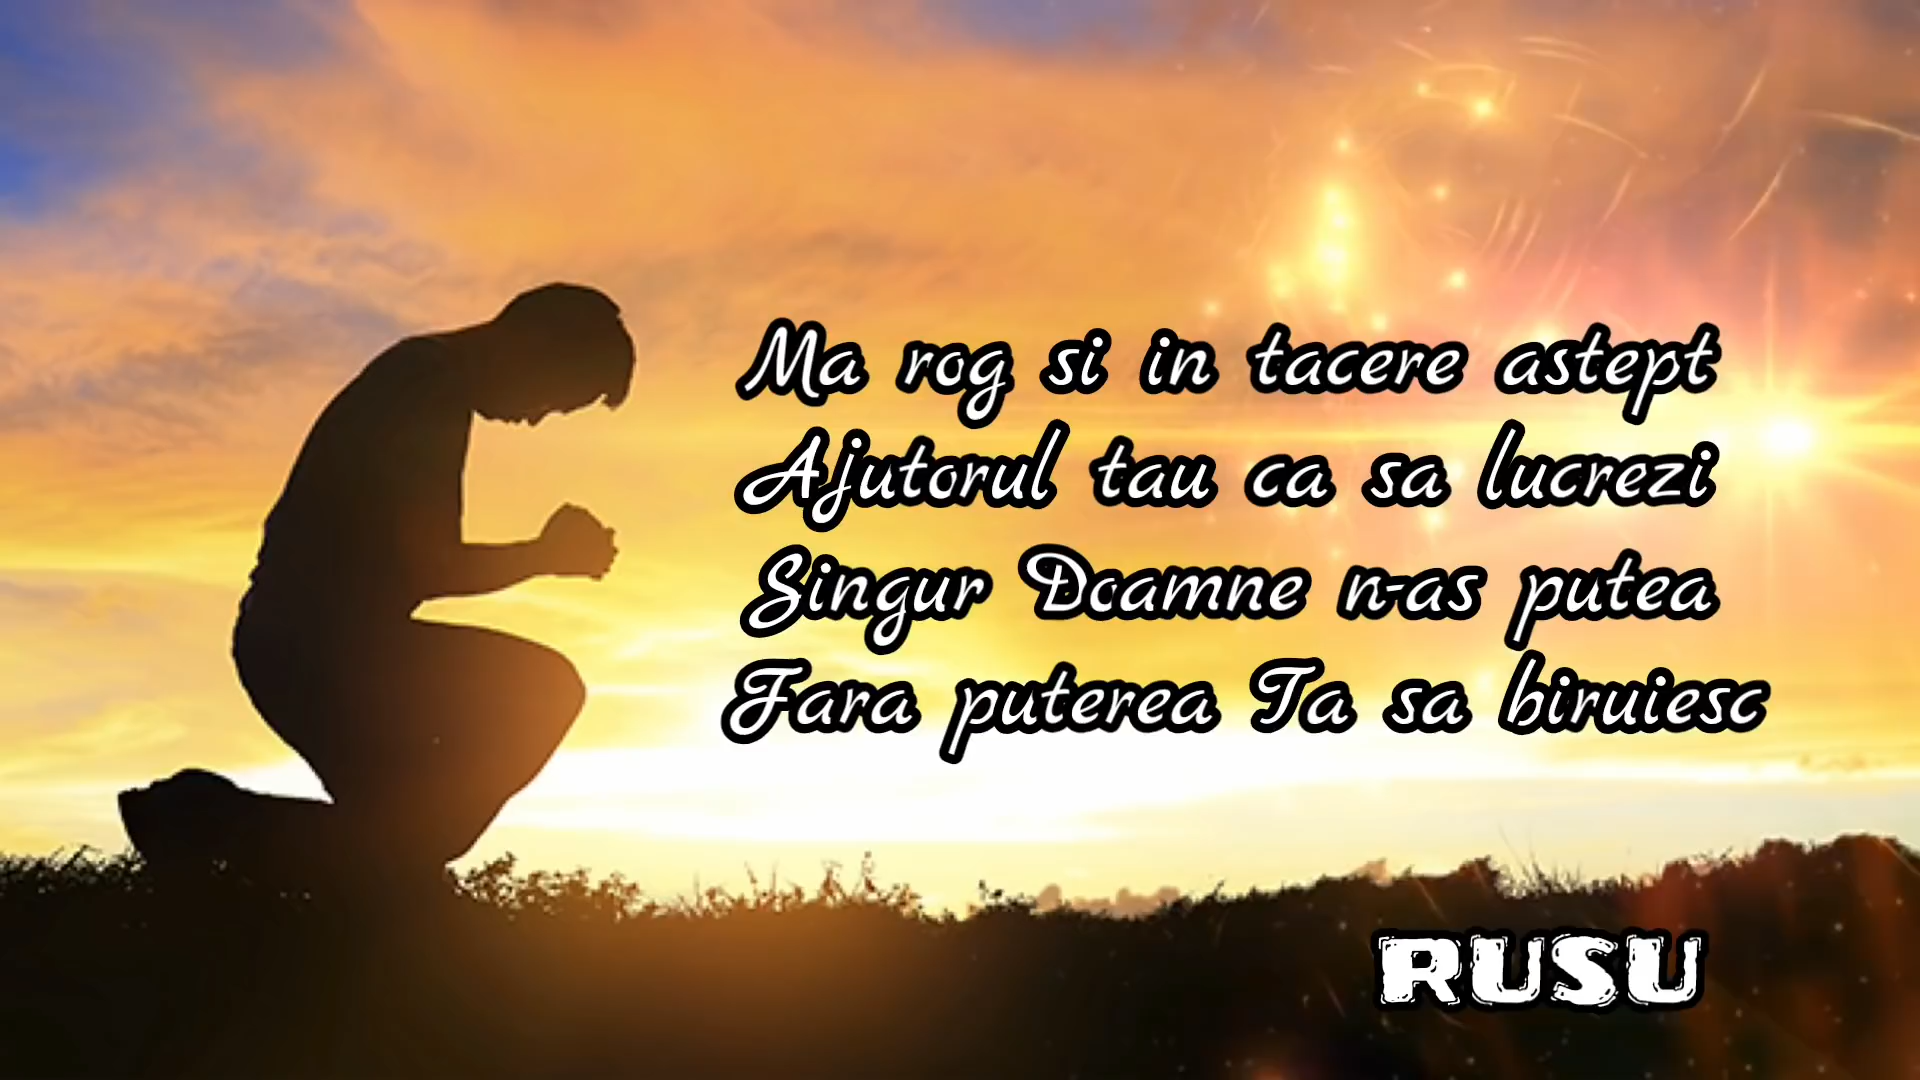 Ma rog si in tacere astept
Ajutorul tau ca sa lucrezi
Singur Doamne n-as putea
Fara puterea Ta sa biruiesc
RUSU